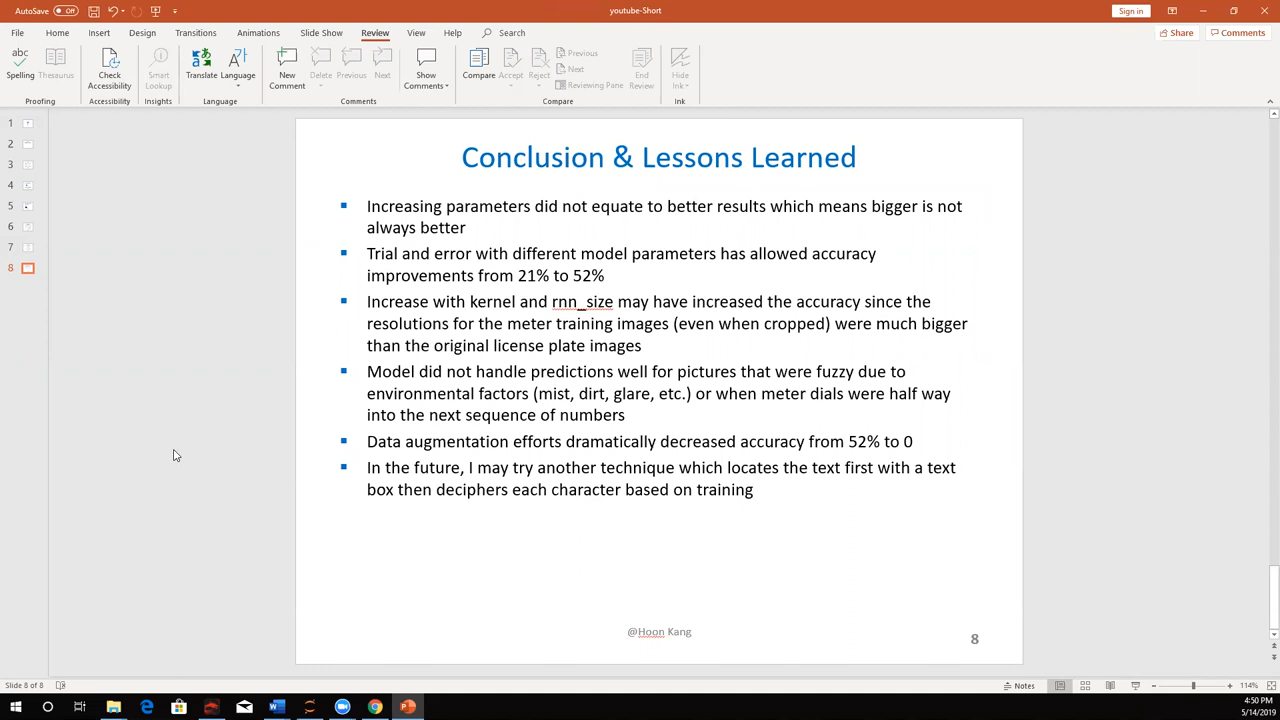 AutoSave Off
youtube-Short
Sign in
File Home Insert Design Transitions Animations Slide Show Review View Help Search
Share Comments
abc
Spelling Thesaurus Check Accessibility Smart Lookup Translate Language New Comment Delete Previous Next Show Comments Compare Accept Reject Previous Next Reviewing Pane End Review Hide Ink
Proofing Accessibility Insights Language Comments Compare Ink
1
2
3
4
5
6
7
8
Conclusion & Lessons Learned
Increasing parameters did not equate to better results which means bigger is not
always better
Trial and error with different model parameters has allowed accuracy
improvements from 21% to 52%
Increase with kernel and rnn_size may have increased the accuracy since the
resolutions for the meter training images (even when cropped) were much bigger
than the original license plate images
Model did not handle predictions well for pictures that were fuzzy due to
environmental factors (mist, dirt, glare, etc.) or when meter dials were half way
into the next sequence of numbers
Data augmentation efforts dramatically decreased accuracy from 52% to 0
In the future, I may try another technique which locates the text first with a text
box then deciphers each character based on training
@Hoon Kang
8
Slide 8 of 8
Notes
114%
4:50 PM
5/14/2019